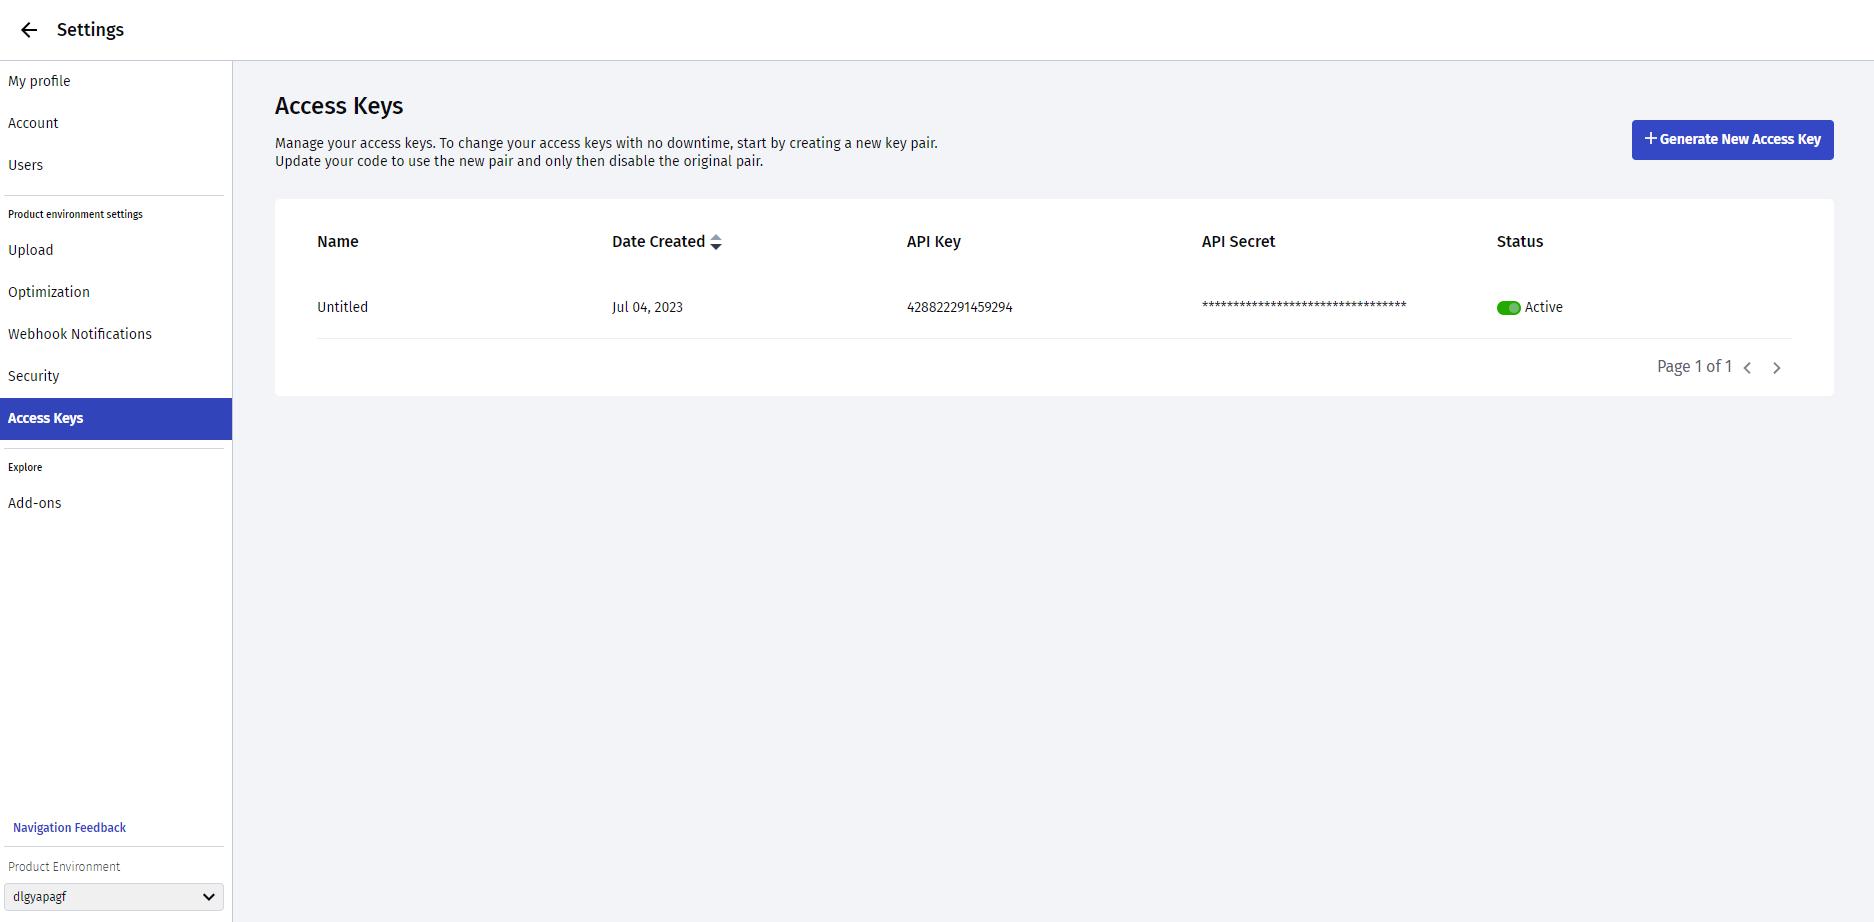 Settings
My profile
Account
Users
Product environment settings
Upload
Optimization
Webhook Notifications
Security
Access Keys
Explore
Add-ons
Navigation Feedback
Product Environment
dlgyapagf
Access Keys
Manage your access keys. To change your access keys with no downtime, start by creating a new key pair.
Update your code to use the new pair and only then disable the original pair.
+ Generate New Access Key
Name Date Created API Key API Secret Status
Untitled Jul 04, 2023 428822291459294 ********************************* Active
Page 1 of 1